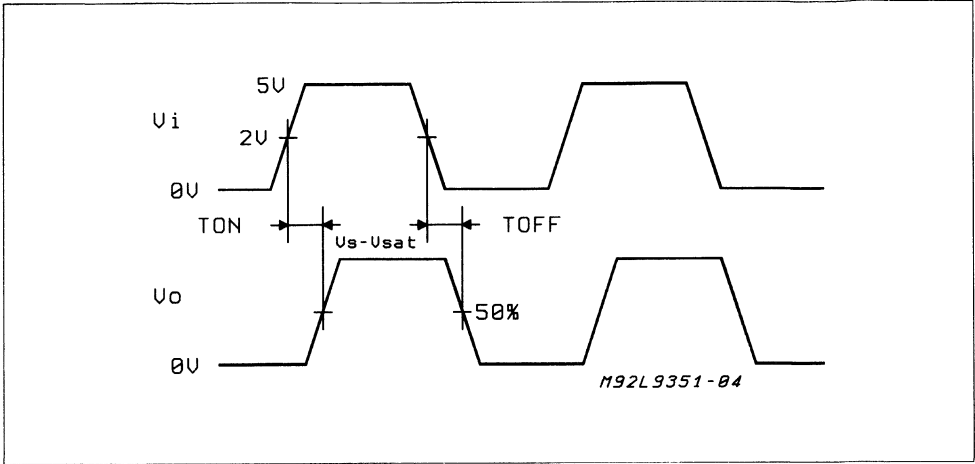 5V
Vi
2V
0V
TON
TOFF
Vs-Vsat
Vo
50%
0V
M92L9351-04